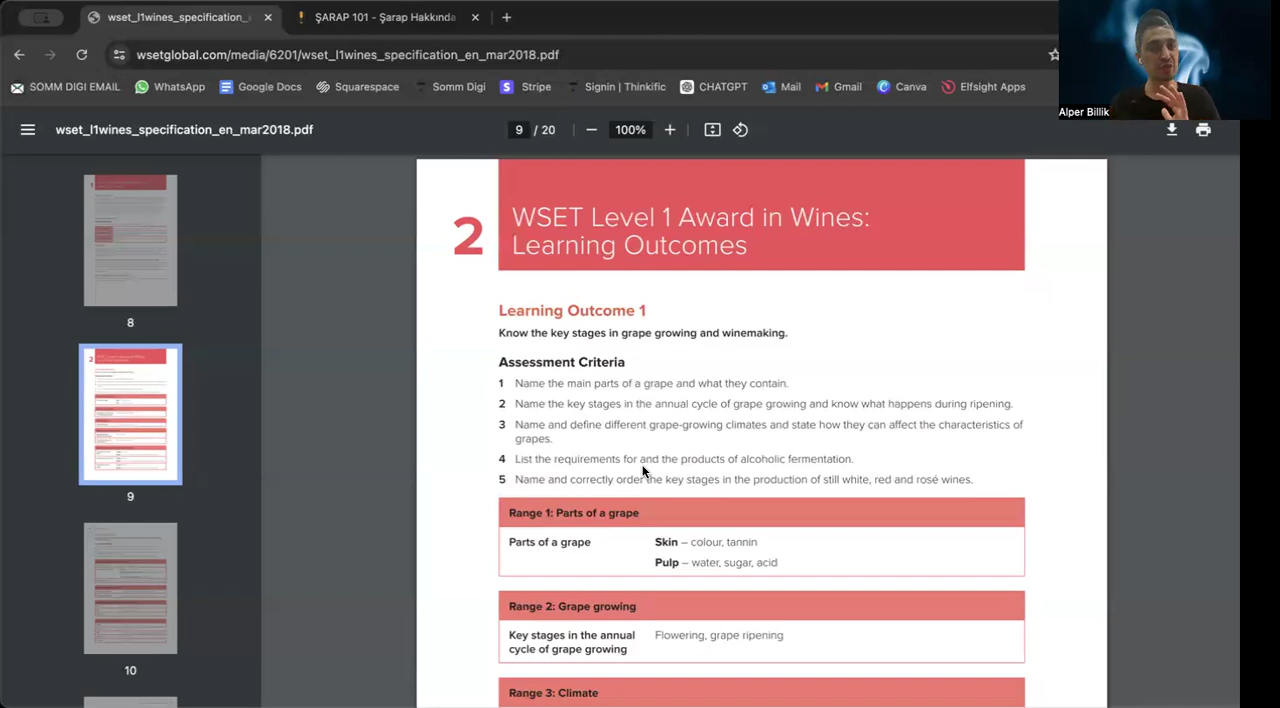 wset_l1wines_specification_
ŞARAP 101 - Şarap Hakkında
wsetglobal.com/media/6201/wset_l1wines_specification_en_mar2018.pdf
SOMM DIGI EMAIL WhatsApp Google Docs Squarespace Somm Digi Stripe Signin | Thinkific CHATGPT Mail Gmail Canva Elfsight Apps
Alper Billik
wset_l1wines_specification_en_mar2018.pdf
9 / 20
100%
8
9
10
2
WSET Level 1 Award in Wines:
Learning Outcomes
Learning Outcome 1
Know the key stages in grape growing and winemaking.
Assessment Criteria
1 Name the main parts of a grape and what they contain.
2 Name the key stages in the annual cycle of grape growing and know what happens during ripening.
3 Name and define different grape-growing climates and state how they can affect the characteristics of
grapes.
4 List the requirements for and the products of alcoholic fermentation.
5 Name and correctly order the key stages in the production of still white, red and rosé wines.
Range 1: Parts of a grape
Parts of a grape Skin – colour, tannin
Pulp – water, sugar, acid
Range 2: Grape growing
Key stages in the annual Flowering, grape ripening
cycle of grape growing
Range 3: Climate